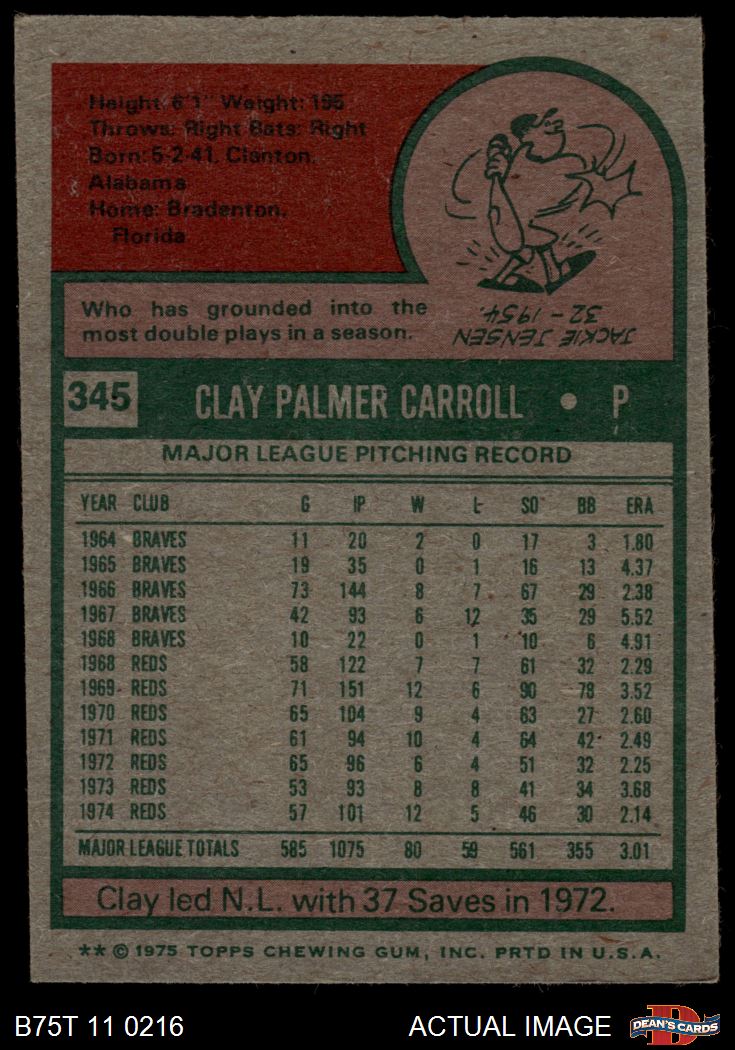 Height: 6'1" Weight: 195
Throws: Right Bats: Right
Born: 5-2-41, Clanton,
Alabama
Home: Bradenton,
Florida
Who has grounded into the
most double plays in a season.
JACKIE JENSEN
32 - 1954.
345 CLAY PALMER CARROLL • P
MAJOR LEAGUE PITCHING RECORD
YEAR CLUB G IP W L SO BB ERA
1964 BRAVES 11 20 2 0 17 3 1.80
1965 BRAVES 19 35 0 1 16 13 4.37
1966 BRAVES 73 144 8 7 67 29 2.38
1967 BRAVES 42 93 6 12 35 29 5.52
1968 BRAVES 10 22 0 1 10 6 4.91
1968 REDS 58 122 7 7 61 32 2.29
1969 REDS 71 151 12 6 90 78 3.52
1970 REDS 65 104 9 4 63 27 2.60
1971 REDS 61 94 10 4 64 42 2.49
1972 REDS 65 96 6 4 51 32 2.25
1973 REDS 53 93 8 8 41 34 3.68
1974 REDS 57 101 12 5 46 30 2.14
MAJOR LEAGUE TOTALS 585 1075 80 59 561 355 3.01
Clay led N.L. with 37 Saves in 1972.
** © 1975 TOPPS CHEWING GUM, INC. PRTD IN U.S.A.
B75T 11 0216 ACTUAL IMAGE DEAN'S CARDS